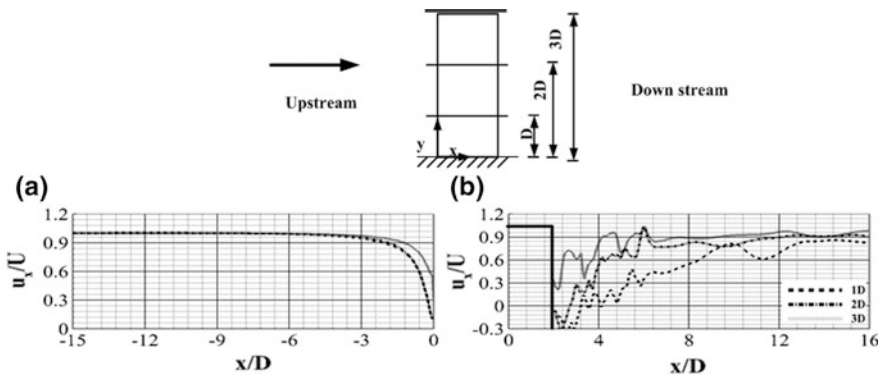 3D
2D
D
Upstream
Down stream
y
x
(a)
(b)
1.2
0.9
0.6
0.3
0
u_x/U
-15
-12
-9
-6
-3
0
x/D
1.2
0.9
0.6
0.3
0
-0.3
u_x/U
1D
2D
3D
0
4
8
12
16
x/D